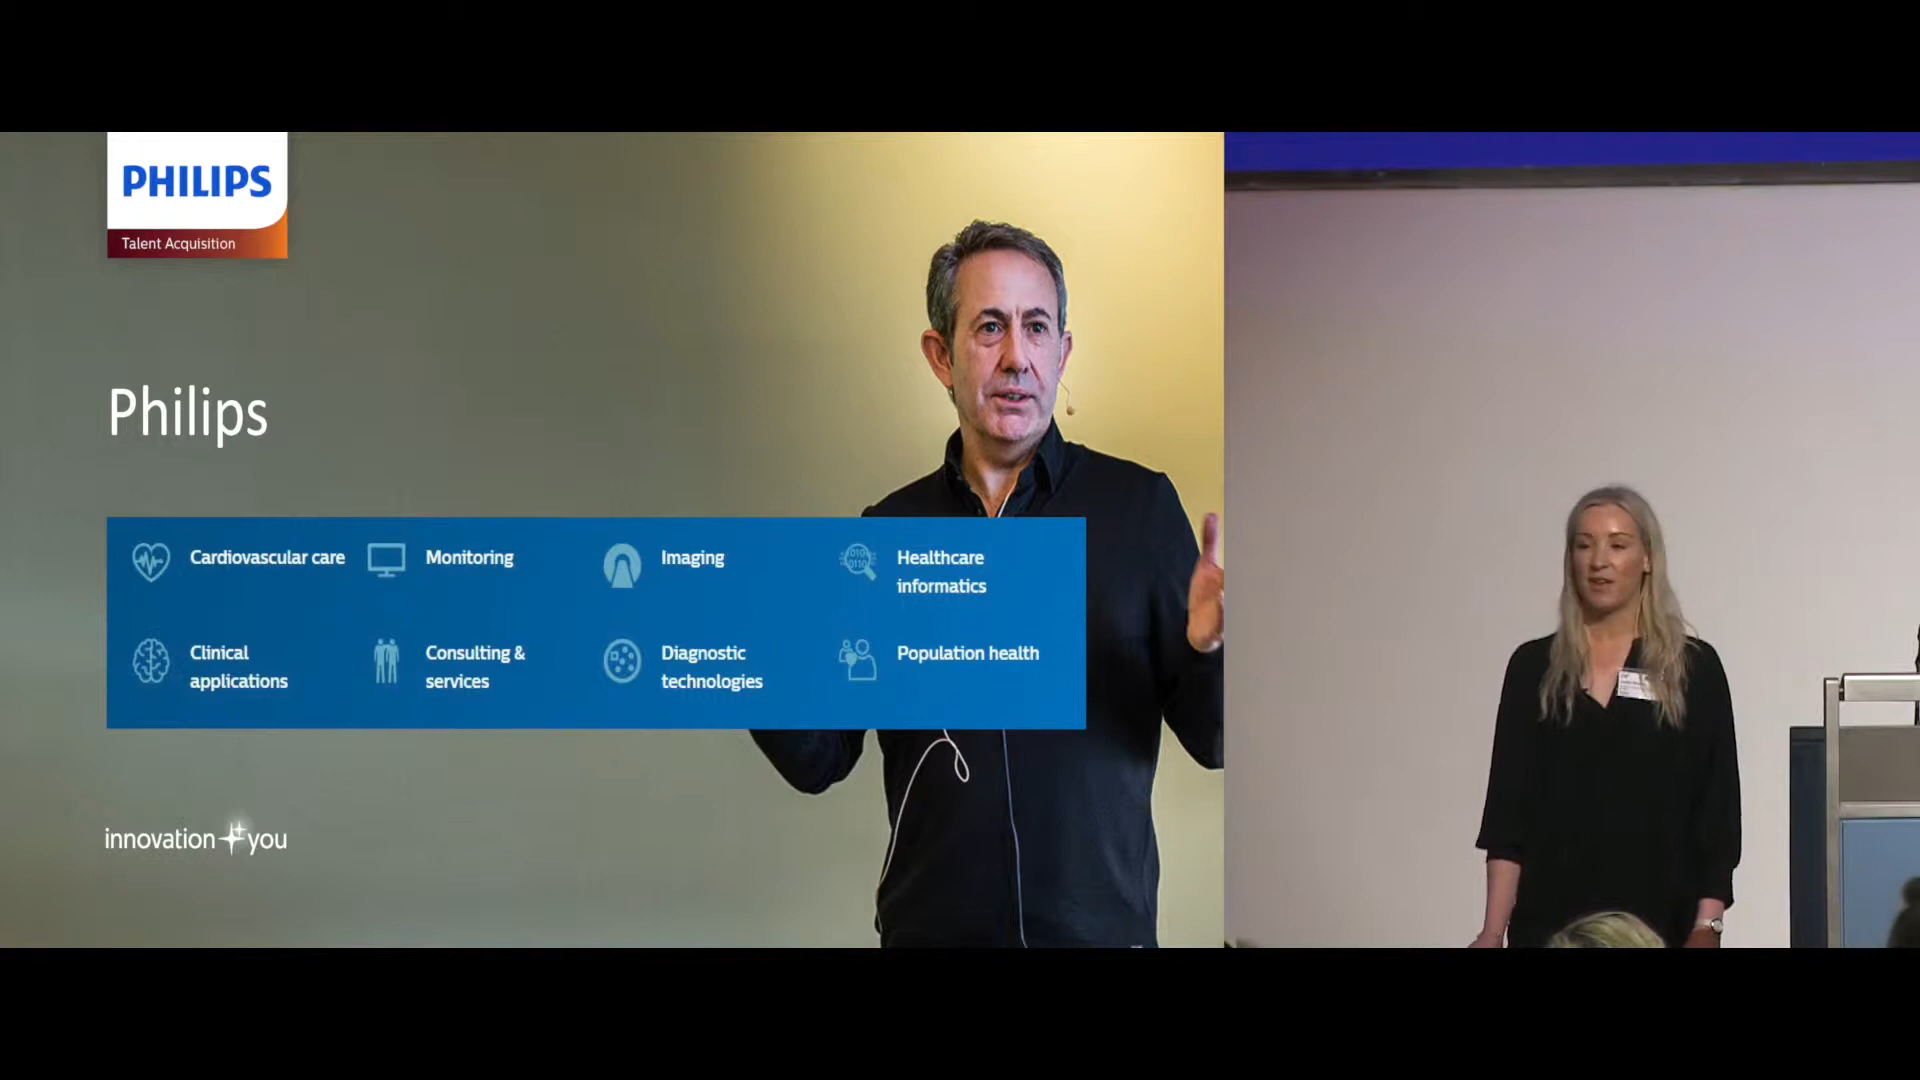 PHILIPS
Talent Acquisition
Philips
Cardiovascular care
Monitoring
Imaging
Healthcare
informatics
Clinical
applications
Consulting &
services
Diagnostic
technologies
Population health
innovation you